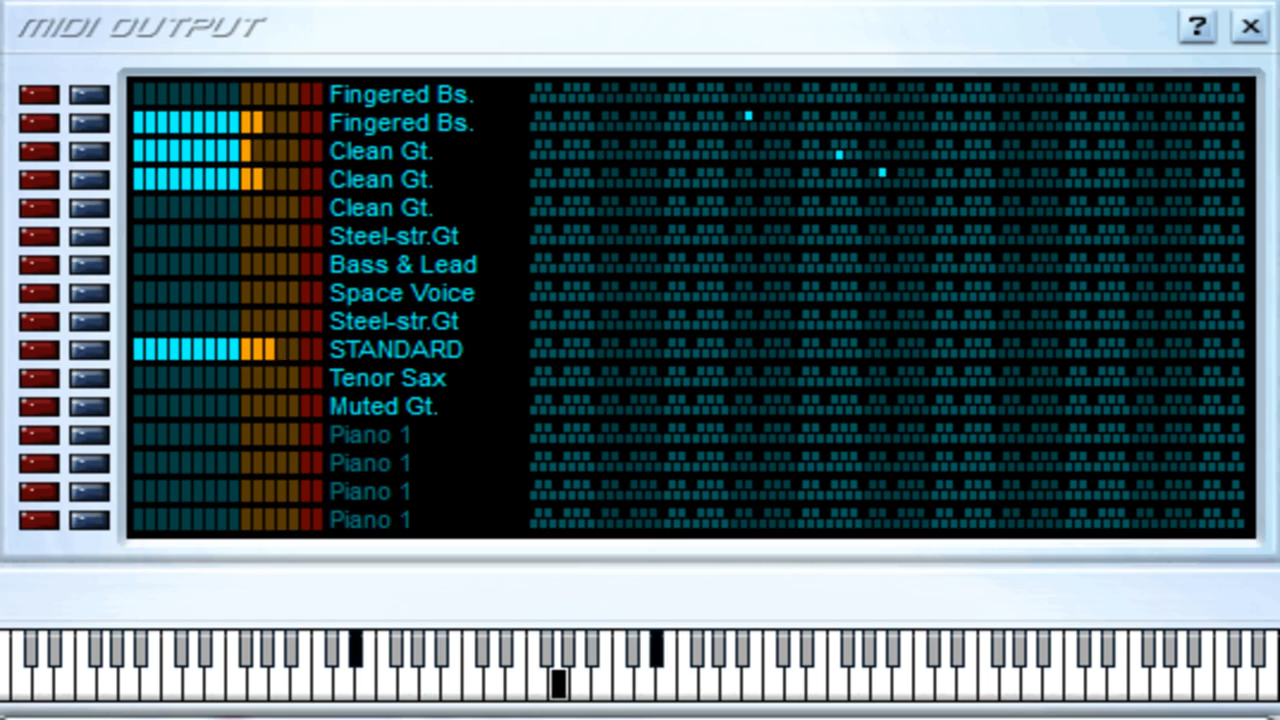 MIDI OUTPUT
? ×
Fingered Bs.
Fingered Bs.
Clean Gt.
Clean Gt.
Clean Gt.
Steel-str.Gt
Bass & Lead
Space Voice
Steel-str.Gt
STANDARD
Tenor Sax
Muted Gt.
Piano 1
Piano 1
Piano 1
Piano 1